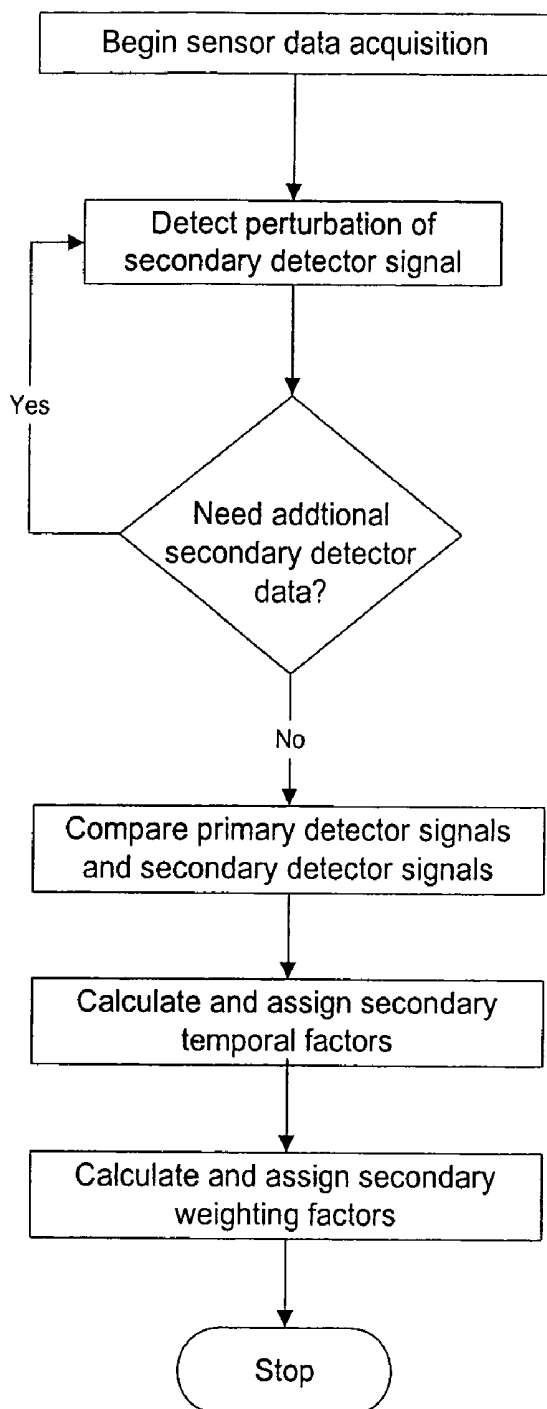 Begin sensor data acquisition
Detect perturbation of
secondary detector signal
Yes
Need addtional
secondary detector
data?
No
Compare primary detector signals
and secondary detector signals
Calculate and assign secondary
temporal factors
Calculate and assign secondary
weighting factors
Stop